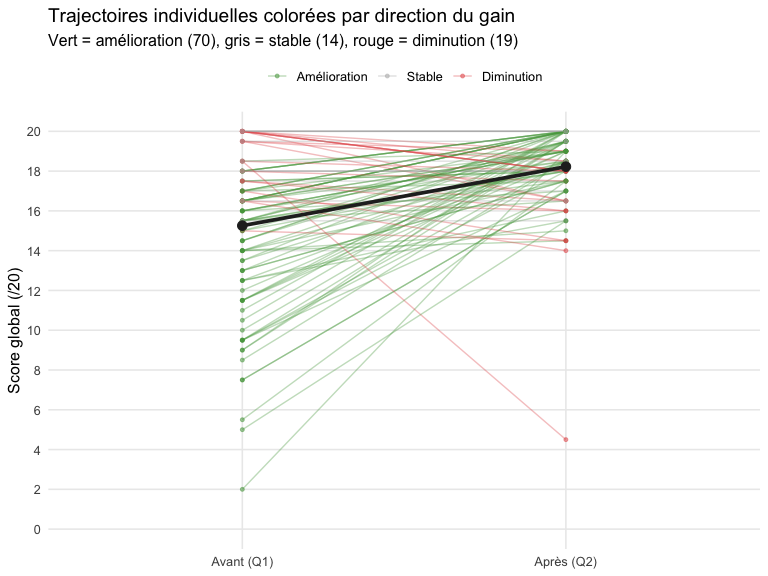 Trajectoires individuelles colorées par direction du gain
Vert = amélioration (70), gris = stable (14), rouge = diminution (19)
Amélioration Stable Diminution
Score global (/20)
20
18
16
14
12
10
8
6
4
2
0
Avant (Q1) Après (Q2)